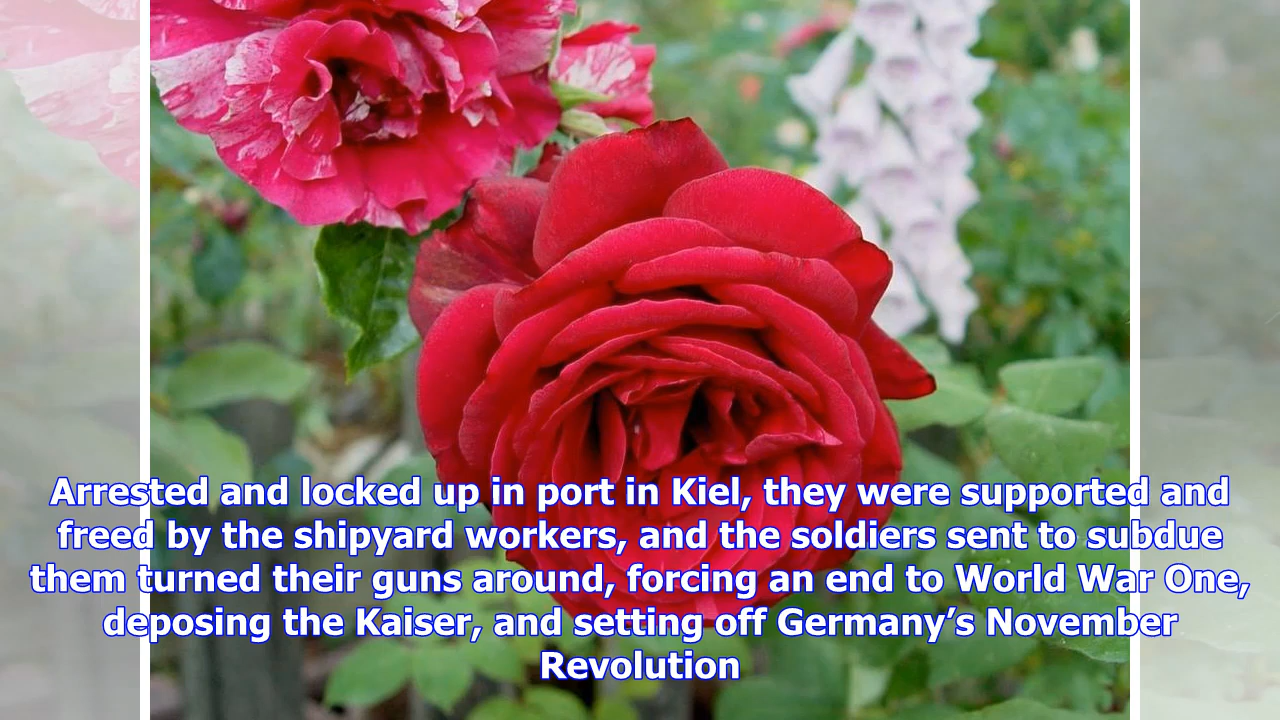 Arrested and locked up in port in Kiel, they were supported and
freed by the shipyard workers, and the soldiers sent to subdue
them turned their guns around, forcing an end to World War One,
deposing the Kaiser, and setting off Germany’s November
Revolution